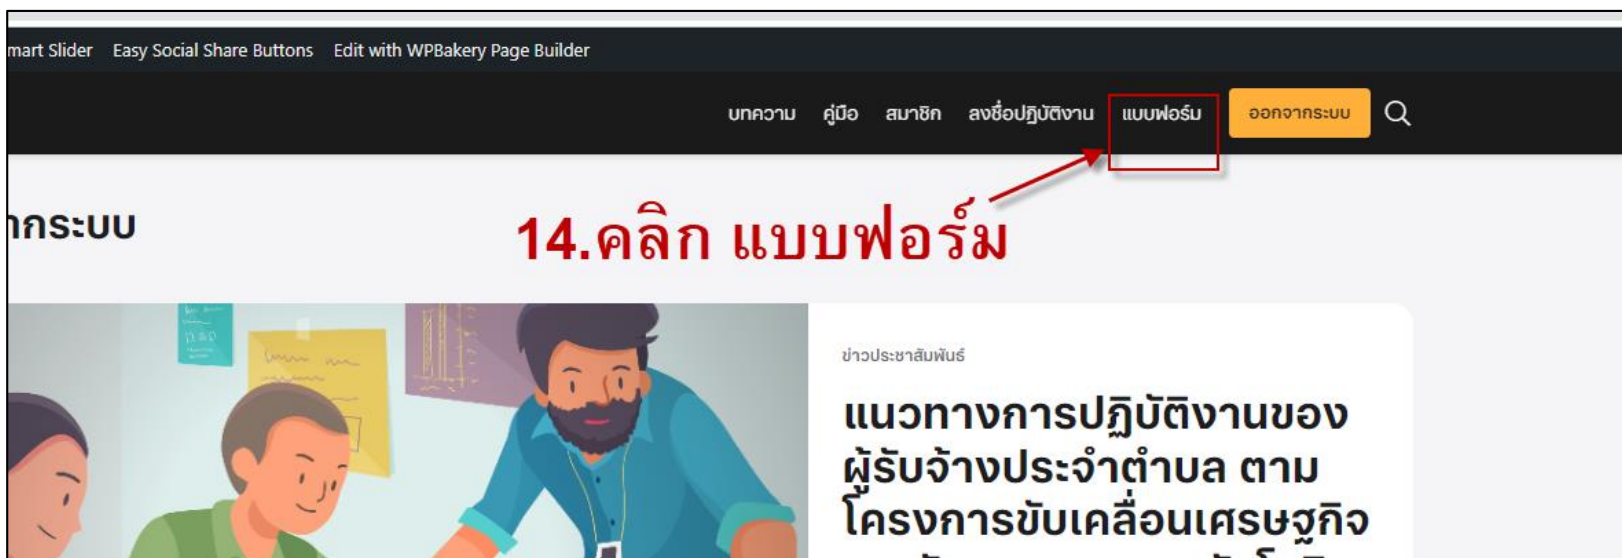 mart Slider Easy Social Share Buttons Edit with WPBakery Page Builder
บทความ คู่มือ สมาชิก ลงชื่อปฏิบัติงาน แบบฟอร์ม ออกจากระบบ
ากระบบ
14.คลิก แบบฟอร์ม
ข่าวประชาสัมพันธ์
แนวทางการปฏิบัติงานของ
ผู้รับจ้างประจำตำบล ตาม
โครงการขับเคลื่อนเศรษฐกิจ